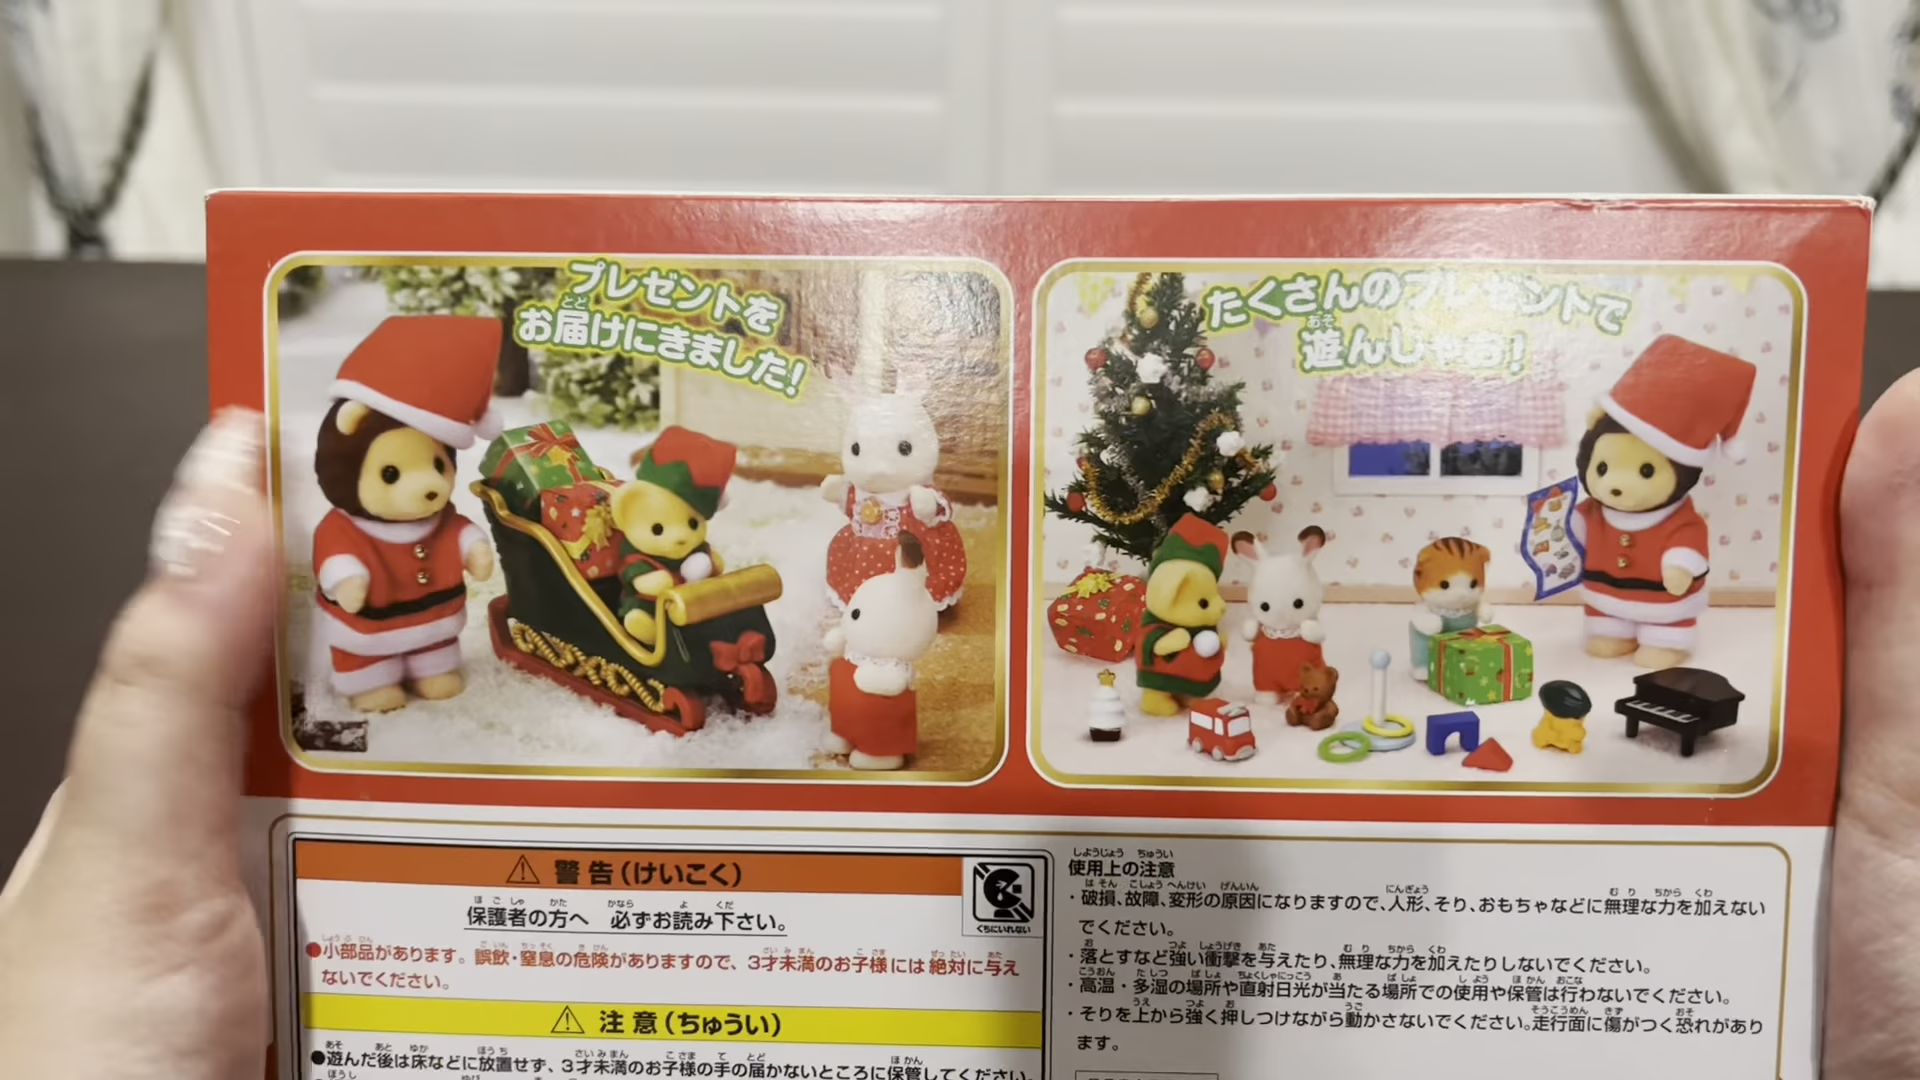 プレゼントを
お届けにきました!
たくさんのプレゼントで
遊んじゃお!
警告(けいこく)
保護者の方へ 必ずお読み下さい。
●小部品があります。誤飲・窒息の危険がありますので、3才未満のお子様には絶対に与え
ないでください。
くちにいれない
注意(ちゅうい)
●遊んだ後は床などに放置せず、3才未満のお子様の手の届かないところに保管してください。
使用上の注意
・破損、故障、変形の原因になりますので、人形、そり、おもちゃなどに無理な力を加えない
でください。
・落とすなど強い衝撃を与えたり、無理な力を加えたりしないでください。
・高温・多湿の場所や直射日光が当たる場所での使用や保管は行わないでください。
・そりを上から強く押しつけながら動かさないでください。走行面に傷がつく恐れがあり
ます。